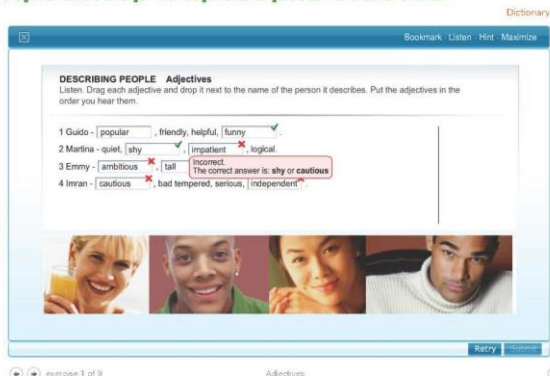 Dictionary
Bookmark · Listen · Hint · Maximize
DESCRIBING PEOPLE Adjectives
Listen. Drag each adjective and drop it next to the name of the person it describes. Put the adjectives in the
order you hear them.
1 Guido - popular , friendly, helpful, funny .
2 Martina - quiet, shy , impatient , logical.
3 Emmy - ambitious , tall
Incorrect.
The correct answer is: shy or cautious
4 Imran - cautious , bad tempered, serious, independent .
Retry Submit
exercise 1 of 9 Adjectives